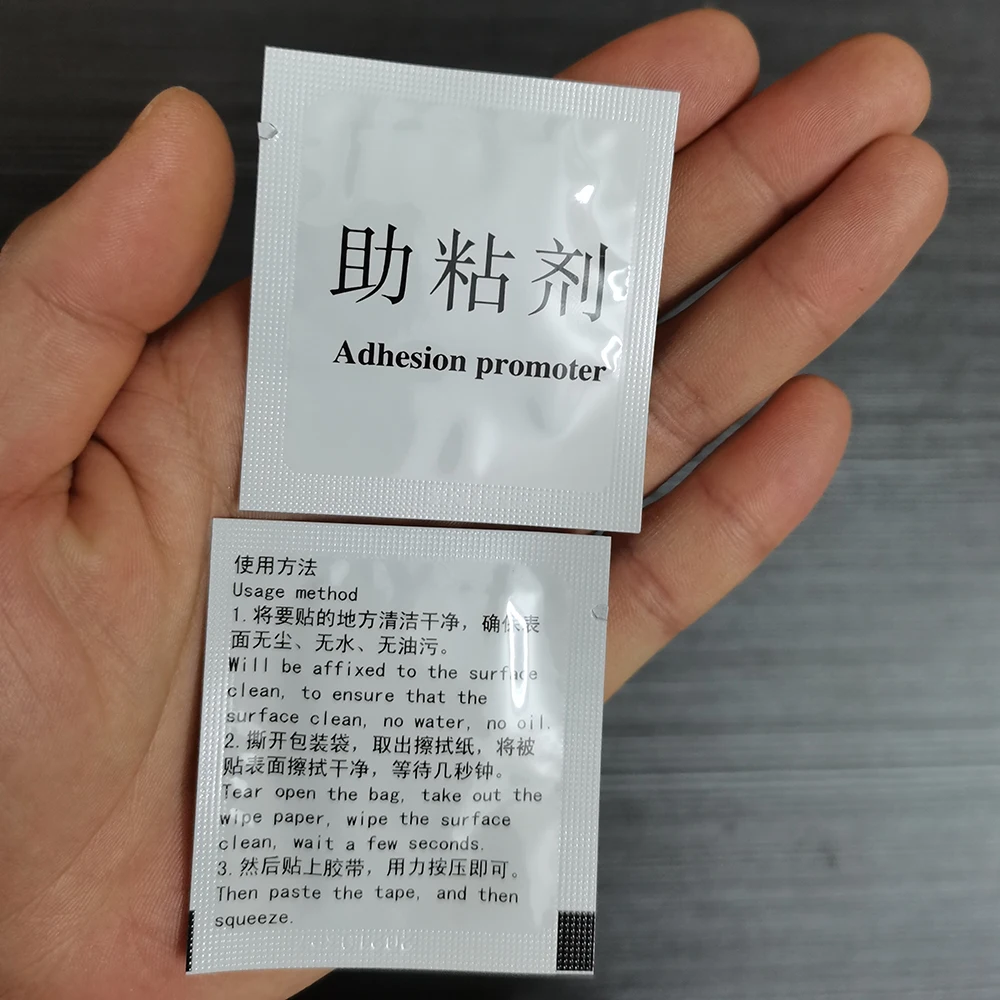 助粘剂
Adhesion promoter
使用方法
Usage method
1. 将要贴的地方清洁干净，确保表
面无尘、无水、无油污。
Will be affixed to the surface
clean, to ensure that the
surface clean, no water, no oil.
2. 撕开包装袋，取出擦拭纸，将被
贴表面擦拭干净，等待几秒钟。
Tear open the bag, take out the
wipe paper, wipe the surface
clean, wait a few seconds.
3. 然后贴上胶带，用力按压即可。
Then paste the tape, and then
squeeze.